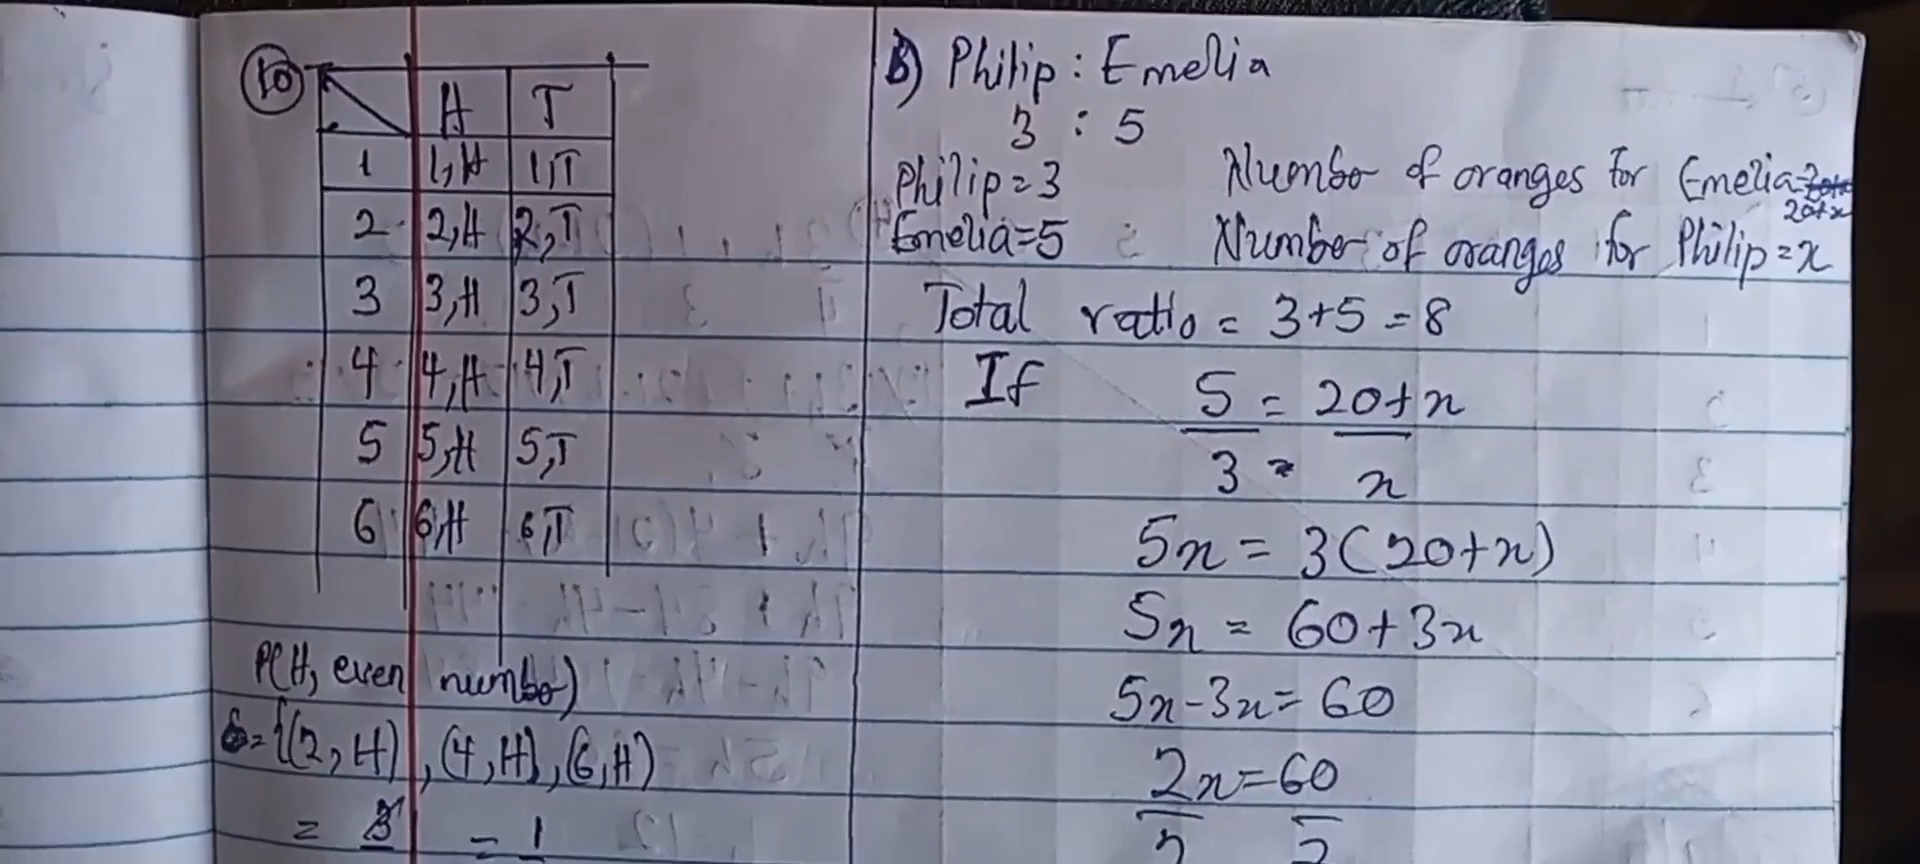 10
H T
1 1,H 1,T
2 2,H 2,T
3 3,H 3,T
4 4,H 4,T
5 5,H 5,T
6 6,H 6,T
P(H, even number)
= {(2,H), (4,H), (6,H)
= 3 = 1
B) Philip : Emelia
3 : 5
Philip = 3
Emelia = 5
Number of oranges for Emelia =
20+x
Number of oranges for Philip = x
Total ratio = 3+5 = 8
If 5 = 20+x
3 = x
5x = 3(20+x)
5x = 60+3x
5x-3x = 60
2x = 60
2 2